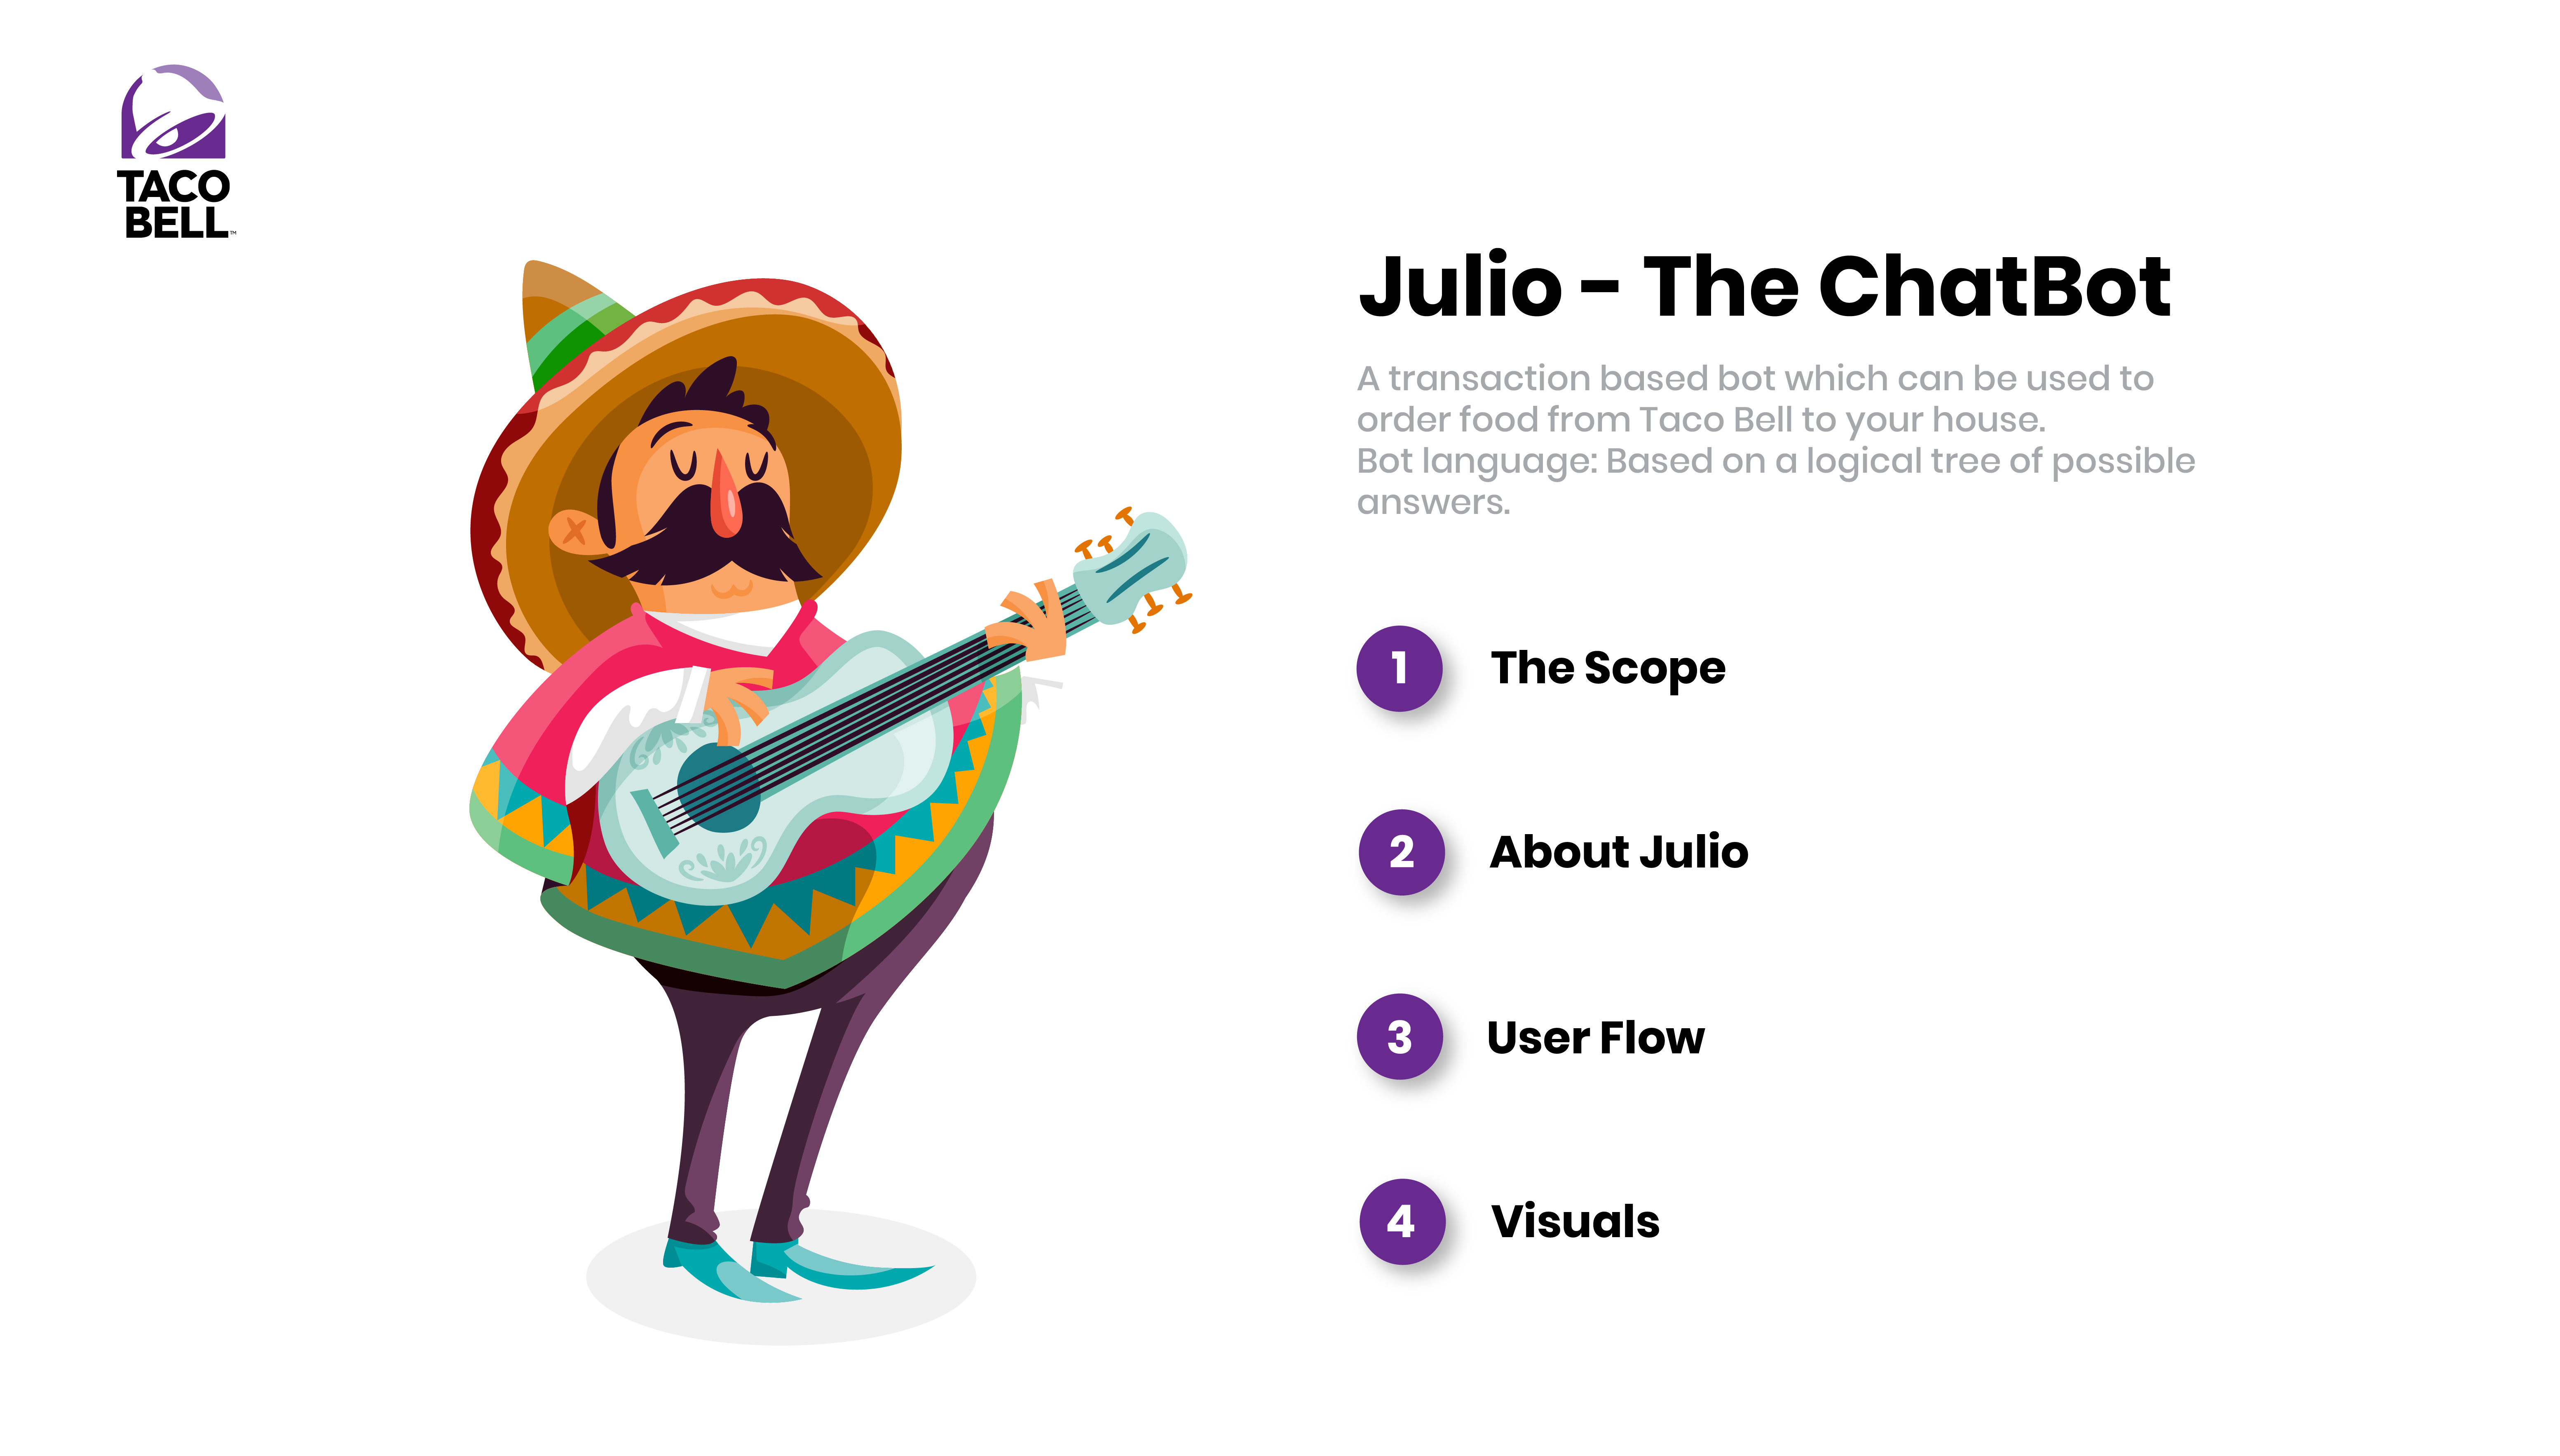 TACO
BELL™
Julio - The ChatBot
A transaction based bot which can be used to
order food from Taco Bell to your house.
Bot language: Based on a logical tree of possible
answers.
1 The Scope
2 About Julio
3 User Flow
4 Visuals